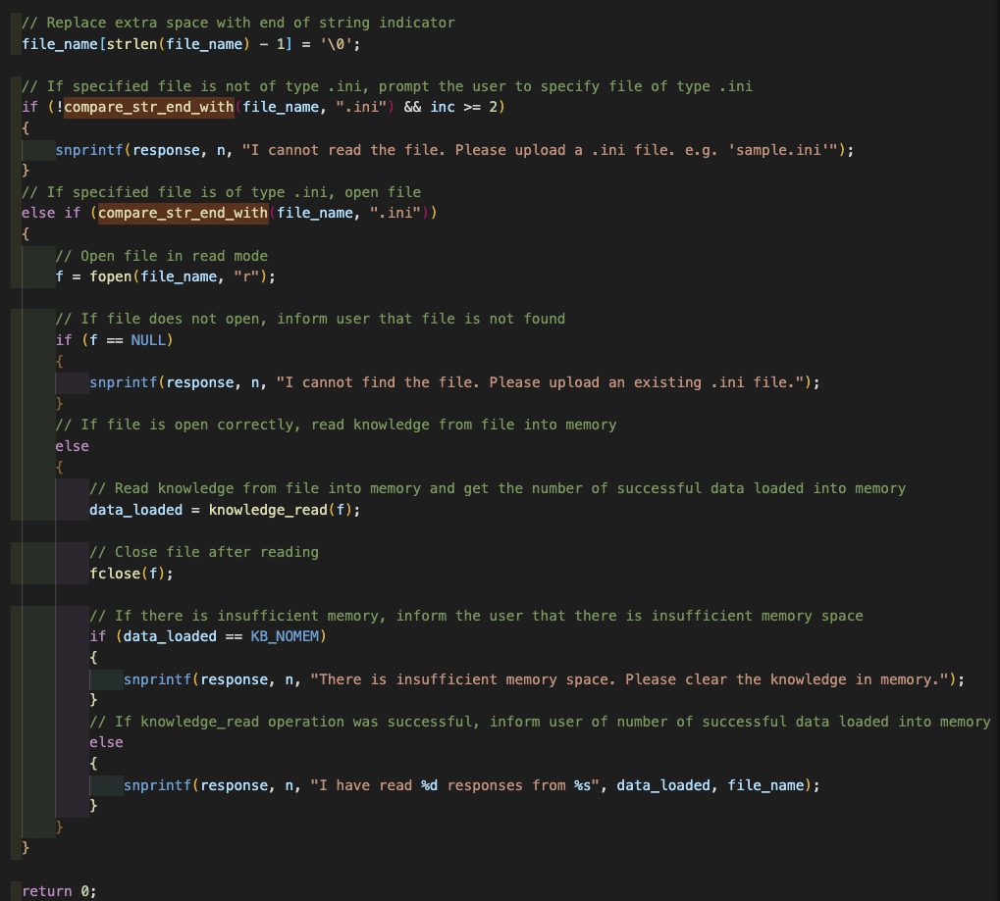 // Replace extra space with end of string indicator
file_name[strlen(file_name) - 1] = '\0';
// If specified file is not of type .ini, prompt the user to specify file of type .ini
if (!compare_str_end_with(file_name, ".ini") && inc >= 2)
{
snprintf(response, n, "I cannot read the file. Please upload a .ini file. e.g. 'sample.ini'");
}
// If specified file is of type .ini, open file
else if (compare_str_end_with(file_name, ".ini"))
{
// Open file in read mode
f = fopen(file_name, "r");
// If file does not open, inform user that file is not found
if (f == NULL)
{
snprintf(response, n, "I cannot find the file. Please upload an existing .ini file.");
}
// If file is open correctly, read knowledge from file into memory
else
{
// Read knowledge from file into memory and get the number of successful data loaded into memory
data_loaded = knowledge_read(f);
// Close file after reading
fclose(f);
// If there is insufficient memory, inform the user that there is insufficient memory space
if (data_loaded == KB_NOMEM)
{
snprintf(response, n, "There is insufficient memory space. Please clear the knowledge in memory.");
}
// If knowledge_read operation was successful, inform user of number of successful data loaded into memory
else
{
snprintf(response, n, "I have read %d responses from %s", data_loaded, file_name);
}
}
}
return 0;